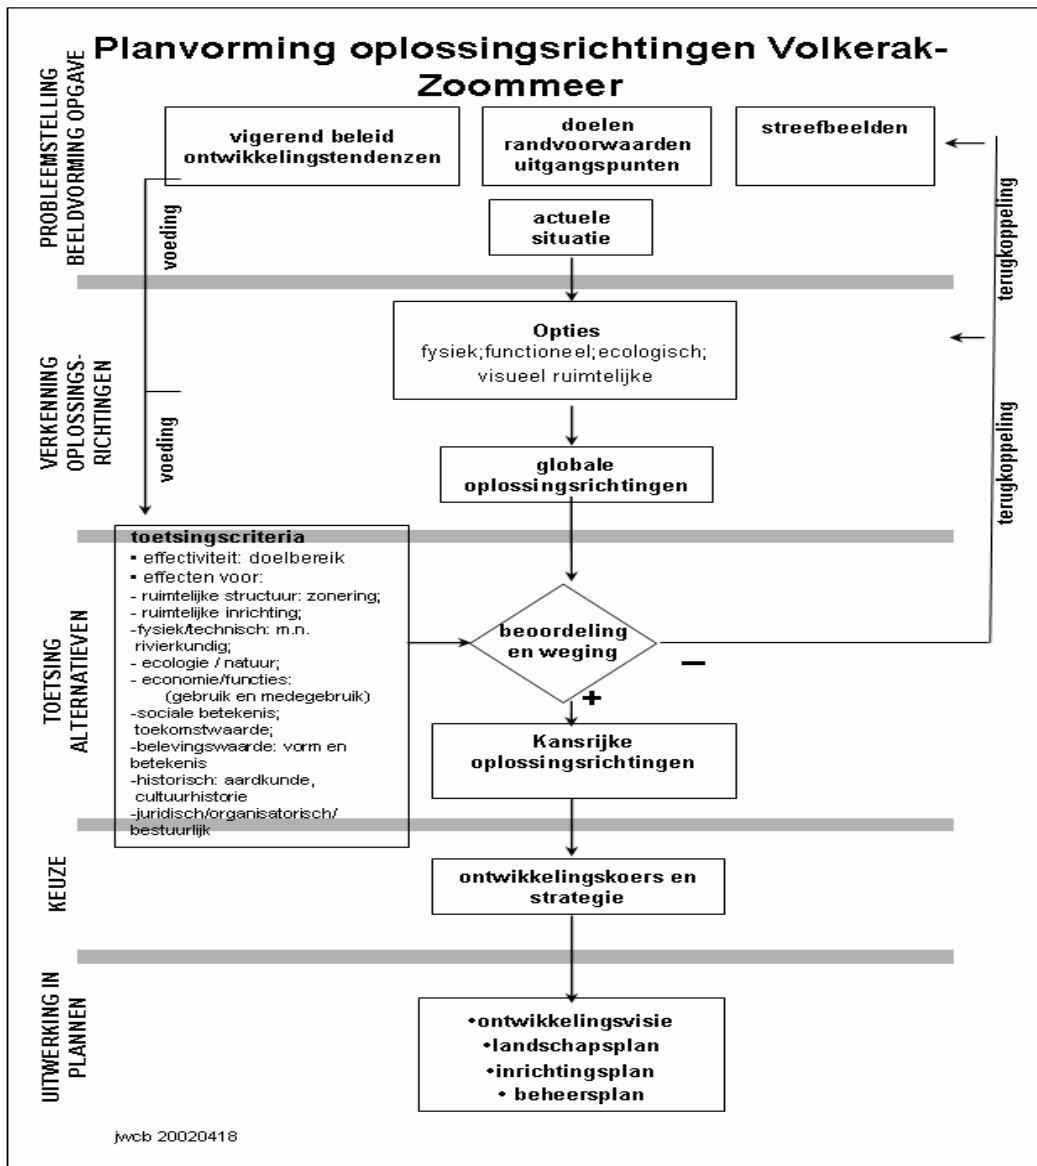 Planvorming oplossingsrichtingen Volkerak-
Zoommeer
PROBLEEMSTELLING
BEELDVORMING OPGAVE
vigerend beleid
ontwikkelingstendenzen
doelen
randvoorwaarden
uitgangspunten
streefbeelden
actuele
situatie
voeding
terugkoppeling
VERKENNING
OPLOSSINGS-
RICHTINGEN
Opties
fysiek;functioneel;ecologisch;
visueel ruimtelijke
voeding
terugkoppeling
globale
oplossingsrichtingen
TOETSING
ALTERNATIEVEN
toetsingscriteria
• effectiviteit: doelbereik
• effecten voor:
- ruimtelijke structuur: zonering;
- ruimtelijke inrichting;
-fysiek/technisch: m.n.
rivierkundig;
- ecologie / natuur;
- economie/functies:
(gebruik en medegebruik)
-sociale betekenis;
toekomstwaarde;
-belevingswaarde: vorm en
betekenis
-historisch: aardkunde,
cultuurhistorie
-juridisch/organisatorisch/
bestuurlijk
beoordeling
en weging
–
+
Kansrijke
oplossingsrichtingen
KEUZE
ontwikkelingskoers en
strategie
UITWERKING IN
PLANNEN
•ontwikkelingsvisie
•landschapsplan
•inrichtingsplan
• beheersplan
jwcb 20020418